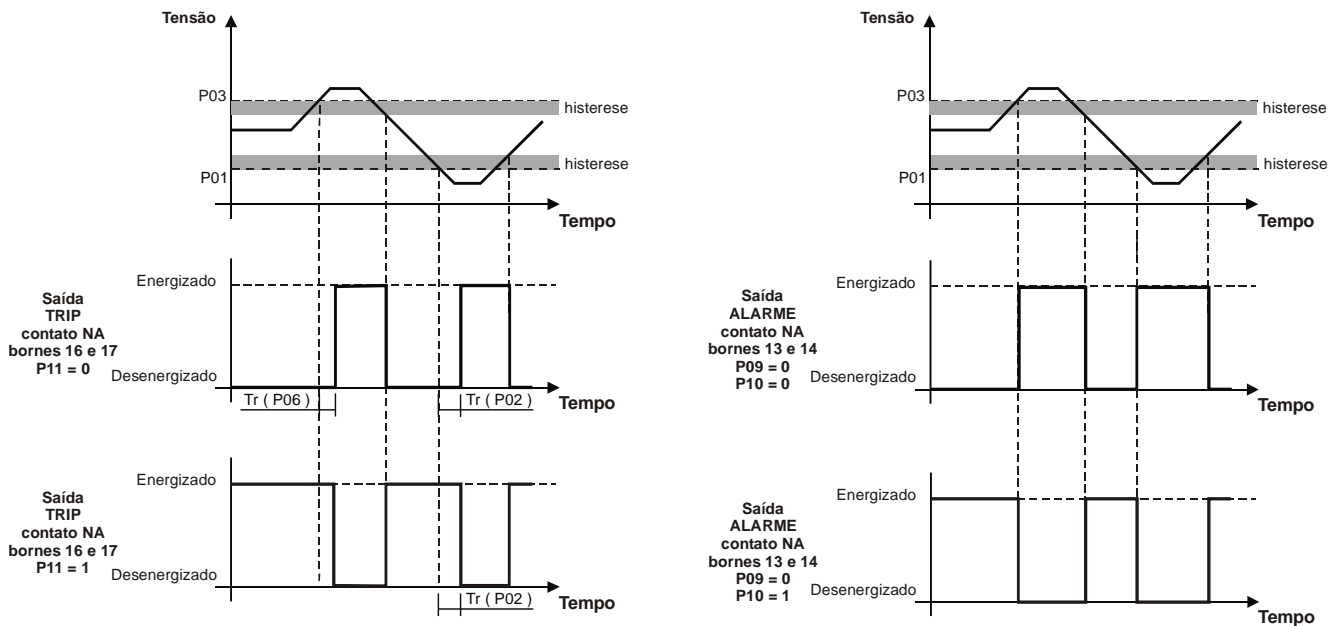 Tensão
P03
histerese
histerese
P01
Tempo
Energizado
Saída
TRIP
contato NA
bornes 16 e 17
P11 = 0
Desenergizado
Tr ( P06 )
Tr ( P02 )
Tempo
Energizado
Saída
TRIP
contato NA
bornes 16 e 17
P11 = 1
Desenergizado
Tr ( P02 )
Tempo
Tensão
P03
histerese
histerese
P01
Tempo
Energizado
Saída
ALARME
contato NA
bornes 13 e 14
P09 = 0
P10 = 0
Desenergizado
Tempo
Energizado
Saída
ALARME
contato NA
bornes 13 e 14
P09 = 0
P10 = 1
Desenergizado
Tempo